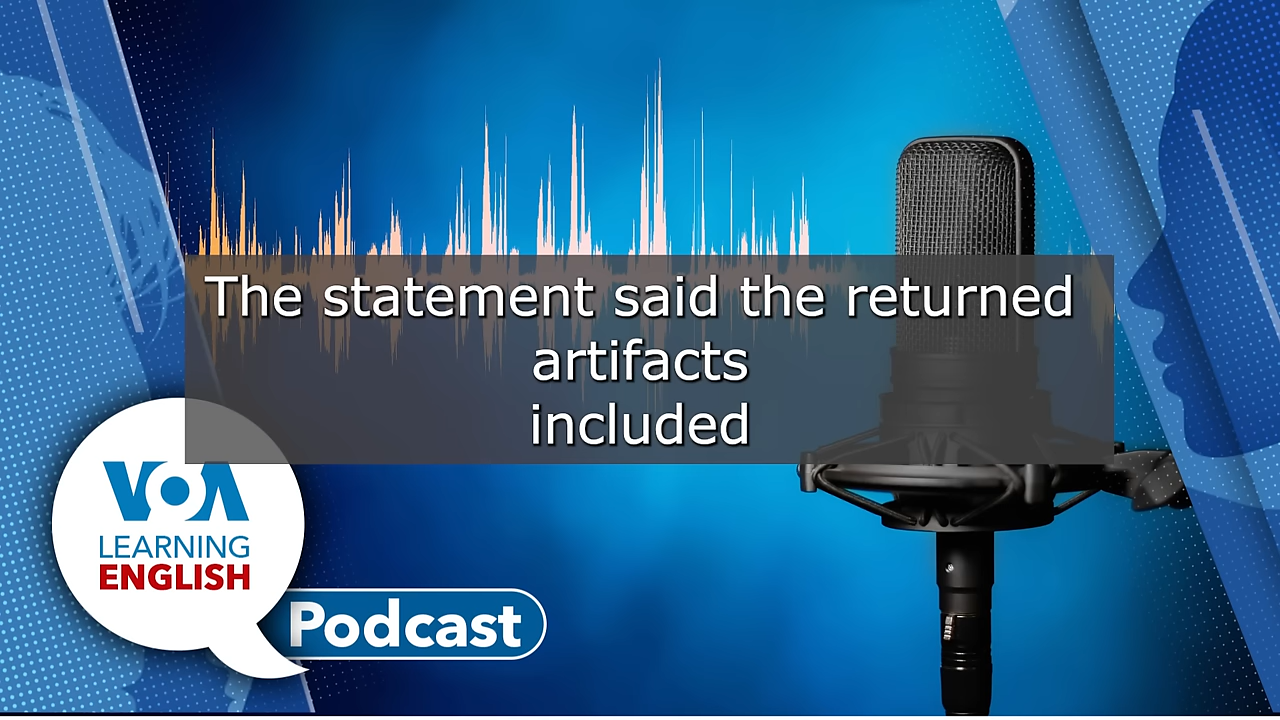 The statement said the returned
artifacts
included
VOA
LEARNING
ENGLISH
Podcast